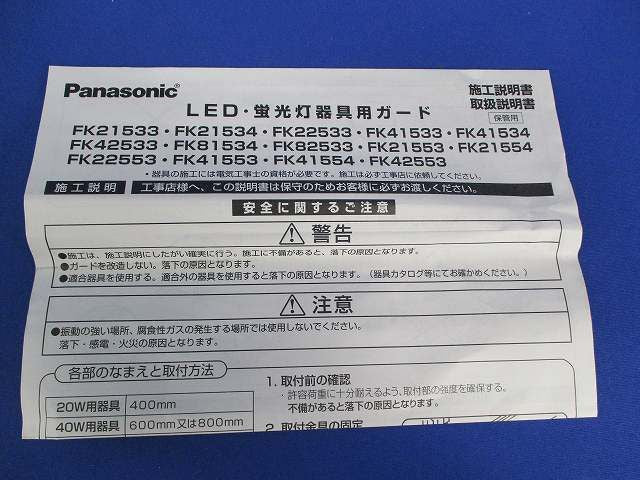 Panasonic®
施工説明書
取扱説明書
保管用
LED・蛍光灯器具用ガード
FK21533・FK21534・FK22533・FK41533・FK41534
FK42533・FK81534・FK82533・FK21553・FK21554
FK22553・FK41553・FK41554・FK42553
・器具の施工には電気工事士の資格が必要です。施工は必ず工事店に依頼してください。
施工説明 工事店様へ、この説明書は保守のためお客様に必ずお渡しください。
安全に関するご注意
警告
●施工は、施工説明にしたがい確実に行う。施工に不備があると、落下の原因となります。
●ガードを改造しない。落下の原因となります。
●適合器具を使用する。適合外の器具を使用すると落下の原因となります。（器具カタログ等にてお確かめください。）
注意
●振動の強い場所、腐食性ガスの発生する場所では使用しないでください。
落下・感電・火災の原因となります。
各部のなまえと取付方法
20W用器具 400mm
40W用器具 600mm又は800mm
1. 取付前の確認
・許容荷重に十分耐えるよう、取付部の強度を確保する。
不備があると落下の原因となります。
2. 取付金具の固定